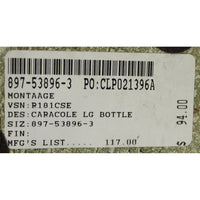 897-53896-3 PO:CLP021396A
MONTAAGE
VSN:R181CSE
DES:CARACOLE LG BOTTLE
SIZ:897-53896-3
FIN:
MFG'S LIST..... 117.00
$ 94.00